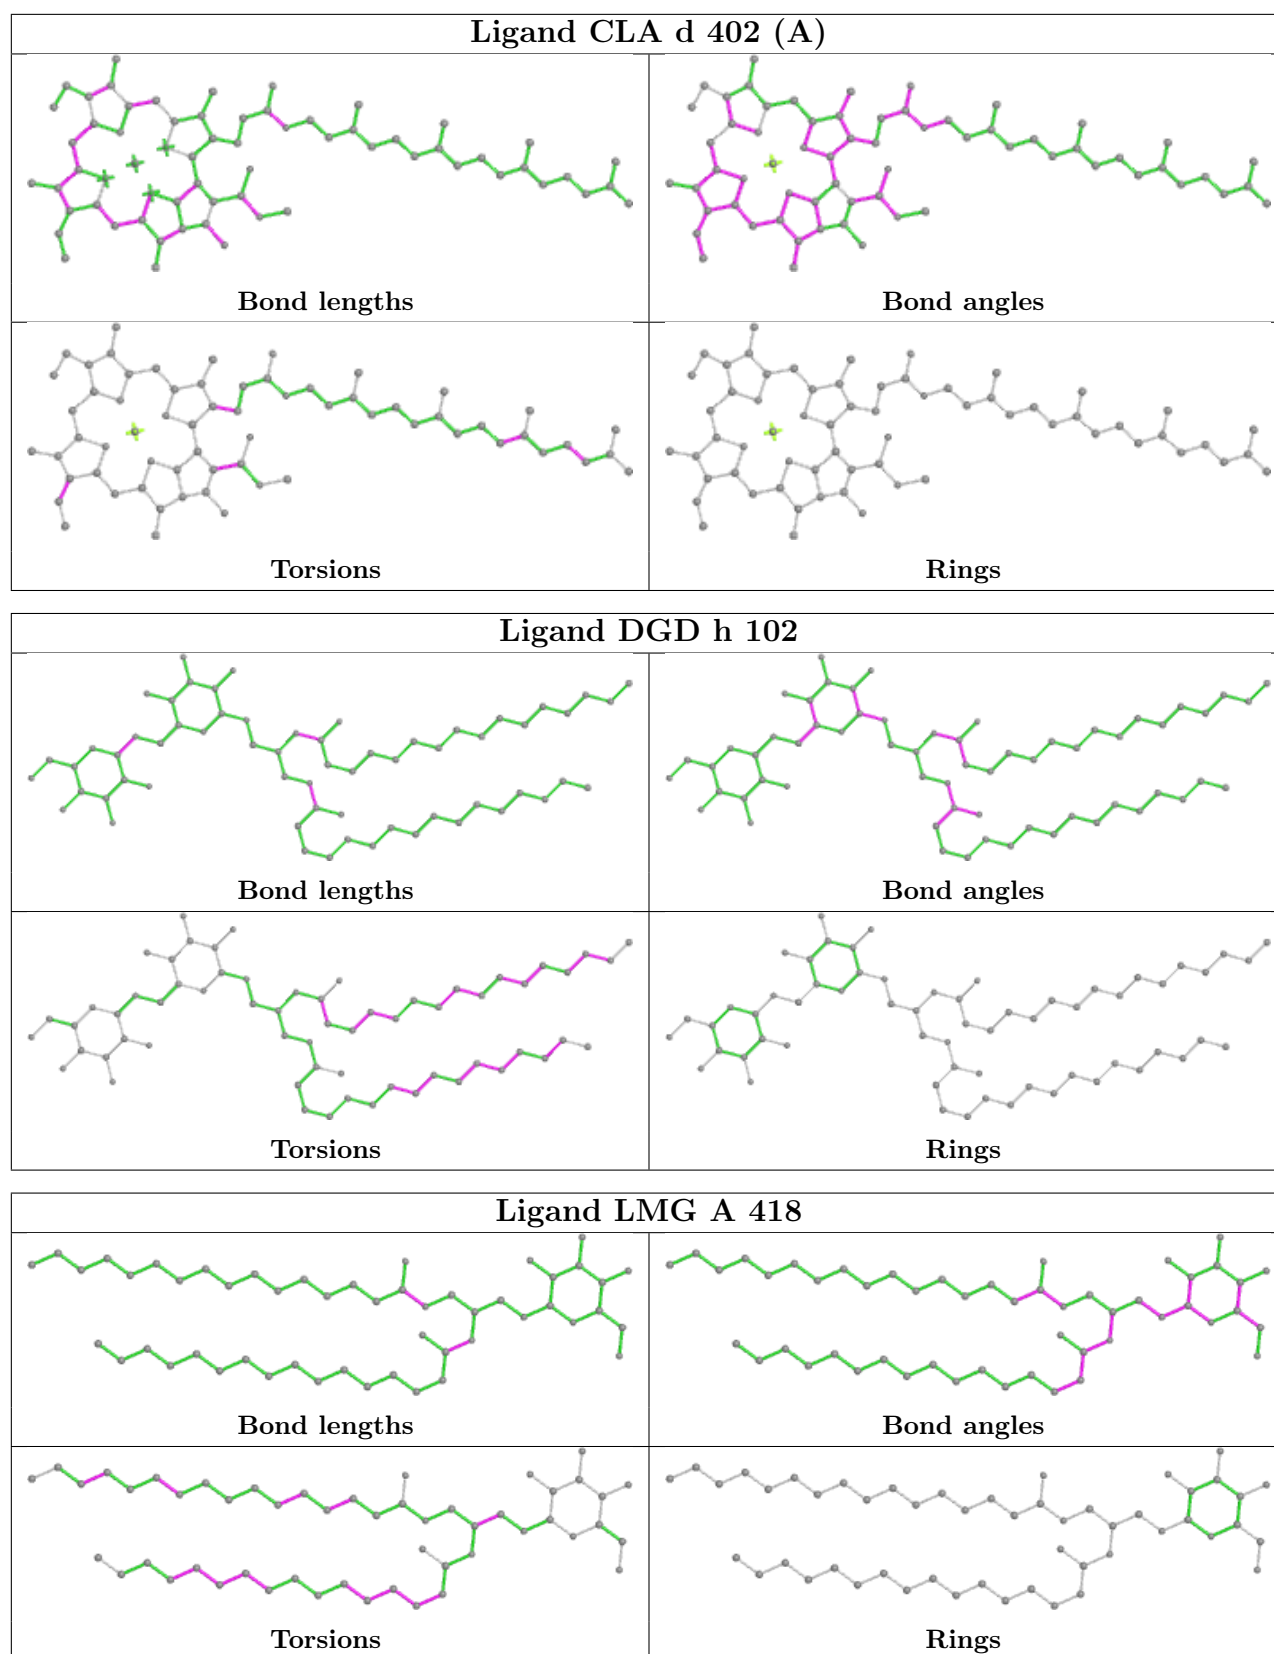 Ligand CLA d 402 (A)
Bond lengths
Bond angles
Torsions
Rings
Ligand DGD h 102
Bond lengths
Bond angles
Torsions
Rings
Ligand LMG A 418
Bond lengths
Bond angles
Torsions
Rings